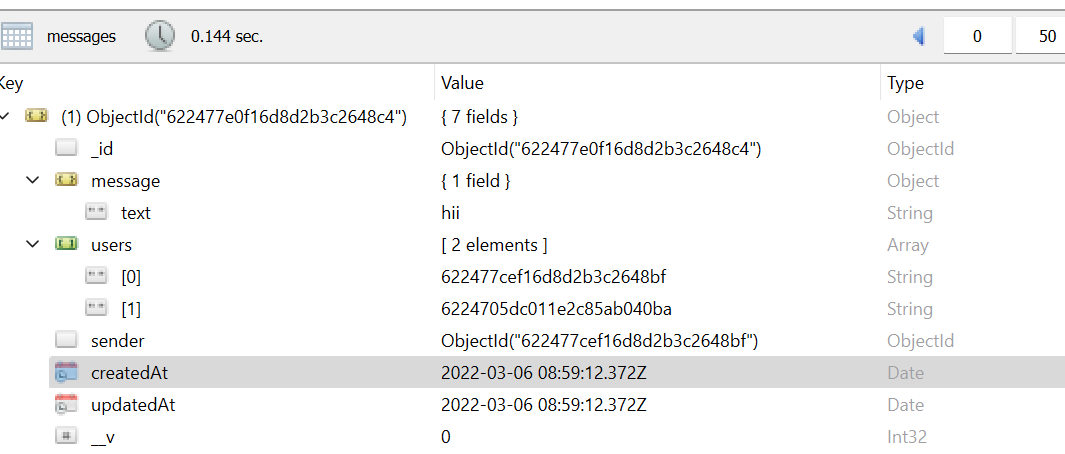 messages 0.144 sec. 0 50
Key Value Type
(1) ObjectId("622477e0f16d8d2b3c2648c4") { 7 fields } Object
_id ObjectId("622477e0f16d8d2b3c2648c4") ObjectId
message { 1 field } Object
text hii String
users [ 2 elements ] Array
[0] 622477cef16d8d2b3c2648bf String
[1] 6224705dc011e2c85ab040ba String
sender ObjectId("622477cef16d8d2b3c2648bf") ObjectId
createdAt 2022-03-06 08:59:12.372Z Date
updatedAt 2022-03-06 08:59:12.372Z Date
__v 0 Int32